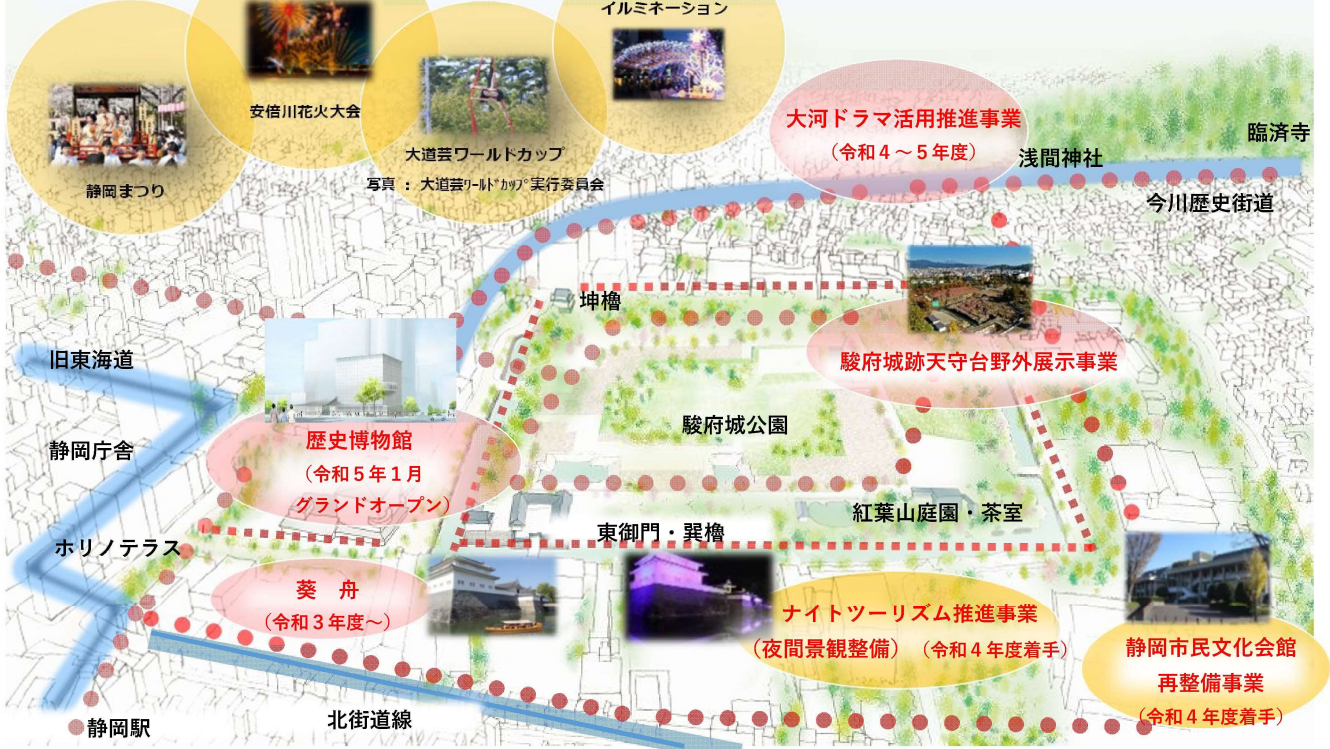 イルミネーション
安倍川花火大会
大道芸ワールドカップ
写真 : 大道芸ワールドカップ実行委員会
静岡まつり
大河ドラマ活用推進事業
(令和4~5年度)
臨済寺
浅間神社
今川歴史街道
坤櫓
旧東海道
駿府城跡天守台野外展示事業
駿府城公園
静岡庁舎
歴史博物館
(令和5年1月
グランドオープン)
紅葉山庭園・茶室
東御門・巽櫓
ホリノテラス
葵 舟
(令和3年度~)
ナイトツーリズム推進事業
(夜間景観整備)(令和4年度着手)
静岡市民文化会館
再整備事業
(令和4年度着手)
北街道線
静岡駅